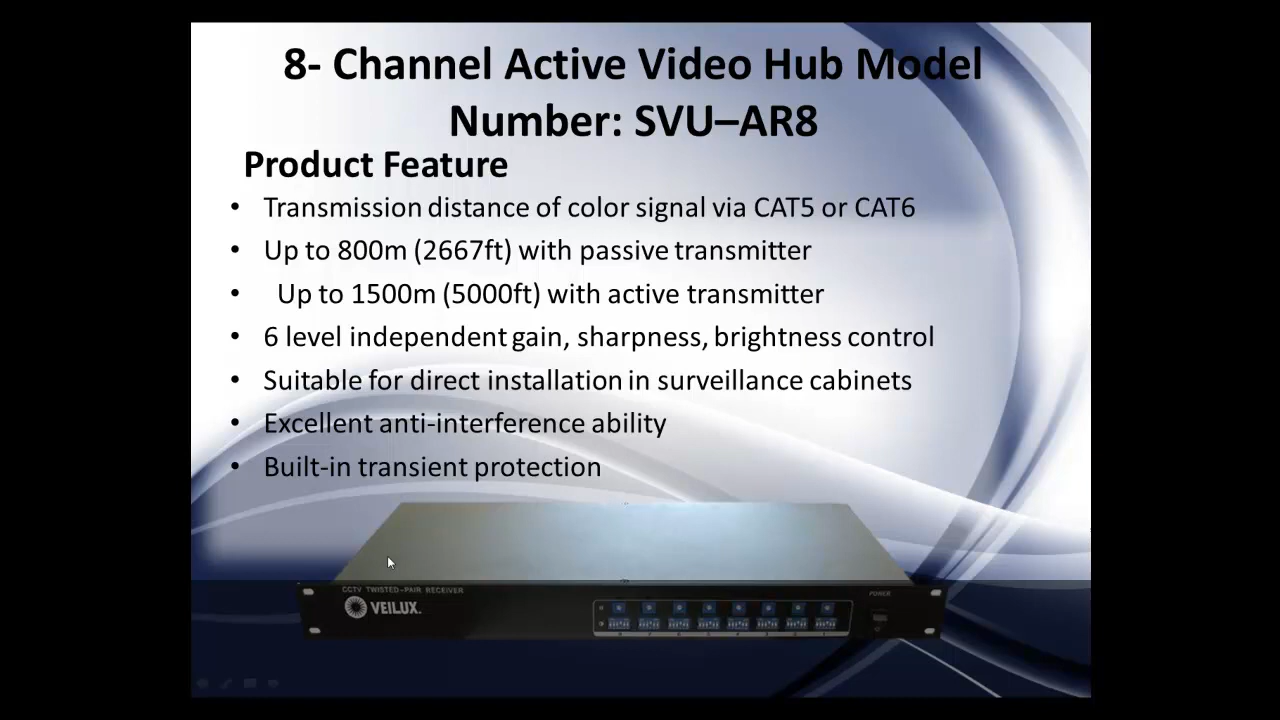 8- Channel Active Video Hub Model
Number: SVU–AR8
Product Feature
• Transmission distance of color signal via CAT5 or CAT6
• Up to 800m (2667ft) with passive transmitter
• Up to 1500m (5000ft) with active transmitter
• 6 level independent gain, sharpness, brightness control
• Suitable for direct installation in surveillance cabinets
• Excellent anti-interference ability
• Built-in transient protection
CCTV TWISTED-PAIR RECEIVER
VEILUX.
POWER